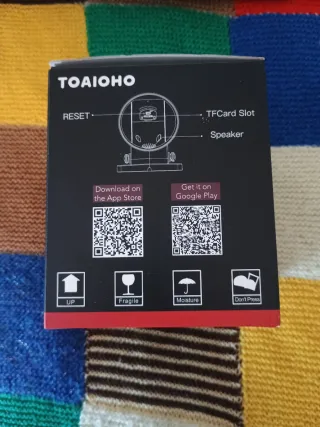 TOAIOHO
RESET
TFCard Slot
Speaker
Download on
the App Store
Get it on
Google Play
UP
Fragile
Moisture
Don't Press